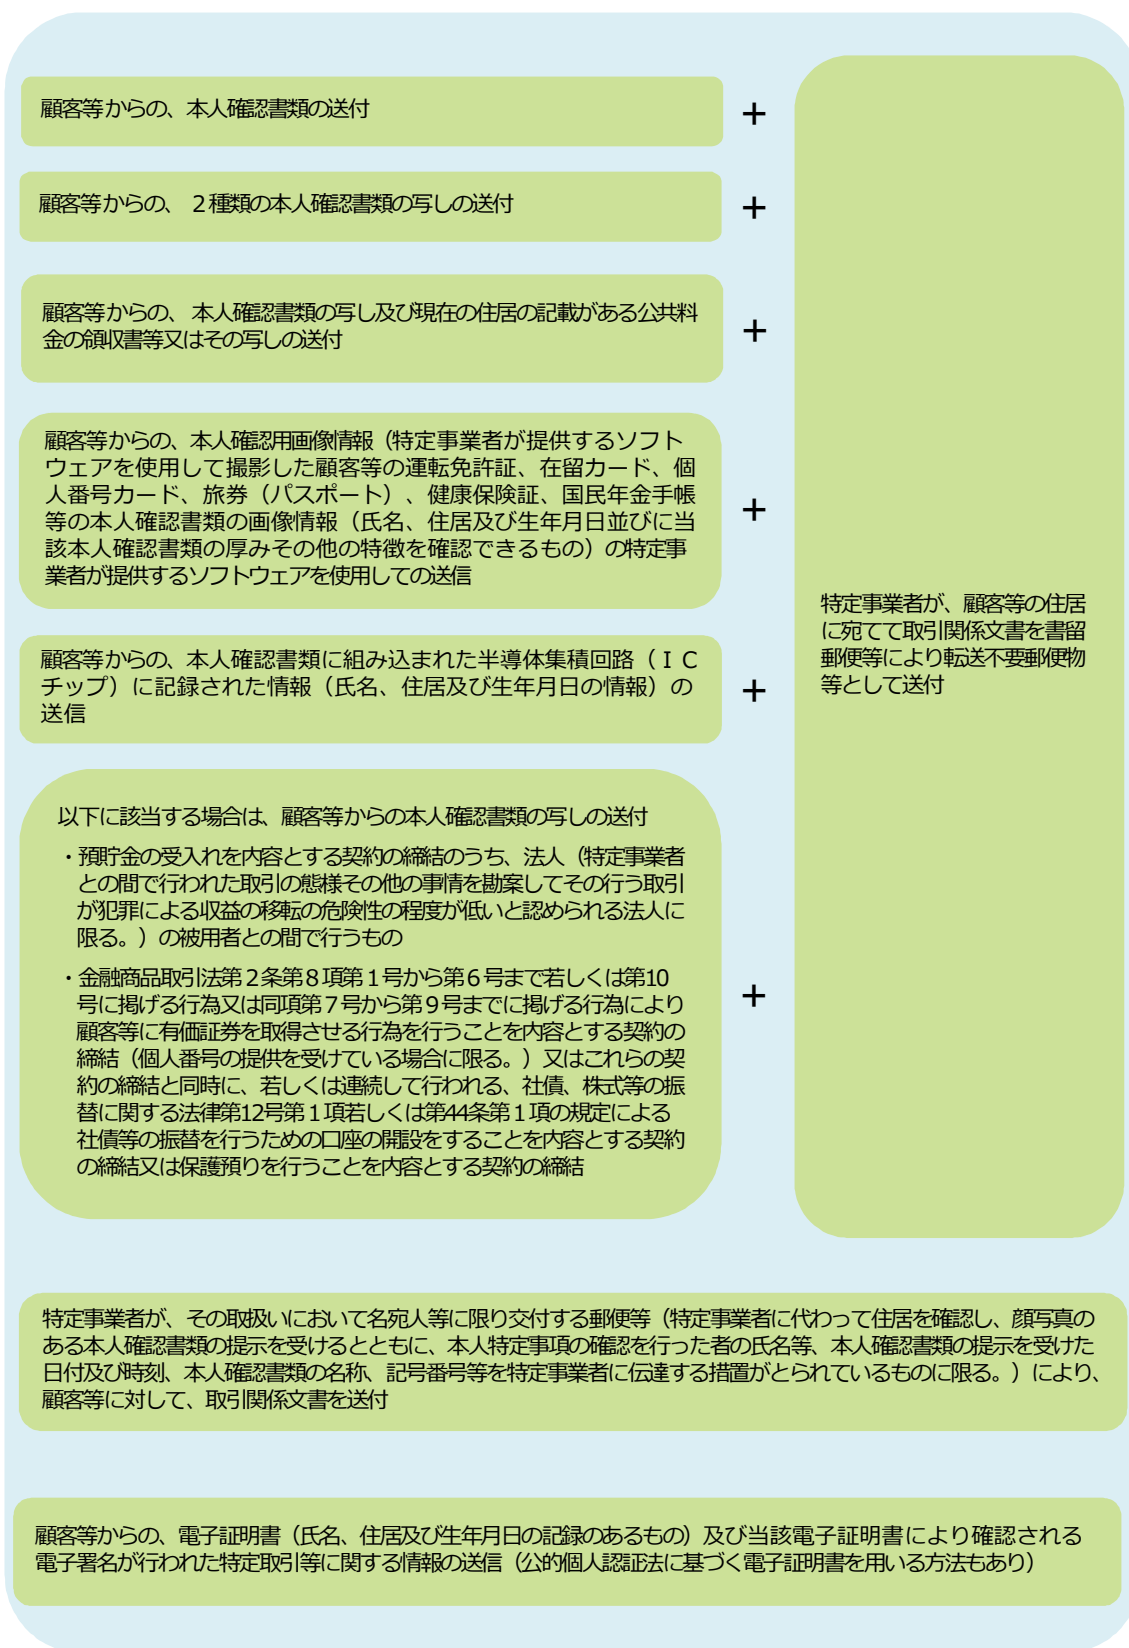 顧客等からの、本人確認書類の送付
＋
顧客等からの、２種類の本人確認書類の写しの送付
＋
顧客等からの、本人確認書類の写し及び現在の住居の記載がある公共料
金の領収書等又はその写しの送付
＋
顧客等からの、本人確認用画像情報（特定事業者が提供するソフト
ウェアを使用して撮影した顧客等の運転免許証、在留カード、個
人番号カード、旅券（パスポート）、健康保険証、国民年金手帳
等の本人確認書類の画像情報（氏名、住居及び生年月日並びに当
該本人確認書類の厚みその他の特徴を確認できるもの）の特定事
業者が提供するソフトウェアを使用しての送信
＋
顧客等からの、本人確認書類に組み込まれた半導体集積回路（ＩＣ
チップ）に記録された情報（氏名、住居及び生年月日の情報）の
送信
＋
以下に該当する場合は、顧客等からの本人確認書類の写しの送付
・預貯金の受入れを内容とする契約の締結のうち、法人（特定事業者
との間で行われた取引の態様その他の事情を勘案してその行う取引
が犯罪による収益の移転の危険性の程度が低いと認められる法人に
限る。）の被用者との間で行うもの
・金融商品取引法第２条第８項第１号から第６号まで若しくは第10
号に掲げる行為又は同項第７号から第９号までに掲げる行為により
顧客等に有価証券を取得させる行為を行うことを内容とする契約の
締結（個人番号の提供を受けている場合に限る。）又はこれらの契
約の締結と同時に、若しくは連続して行われる、社債、株式等の振
替に関する法律第12号第１項若しくは第44条第１項の規定による
社債等の振替を行うための口座の開設をすることを内容とする契約
の締結又は保護預りを行うことを内容とする契約の締結
＋
特定事業者が、顧客等の住居
に宛てて取引関係文書を書留
郵便等により転送不要郵便物
等として送付
特定事業者が、その取扱いにおいて名宛人等に限り交付する郵便等（特定事業者に代わって住居を確認し、顔写真の
ある本人確認書類の提示を受けるとともに、本人特定事項の確認を行った者の氏名等、本人確認書類の提示を受けた
日付及び時刻、本人確認書類の名称、記号番号等を特定事業者に伝達する措置がとられているものに限る。）により、
顧客等に対して、取引関係文書を送付
顧客等からの、電子証明書（氏名、住居及び生年月日の記録のあるもの）及び当該電子証明書により確認される
電子署名が行われた特定取引等に関する情報の送信（公的個人認証法に基づく電子証明書を用いる方法もあり）